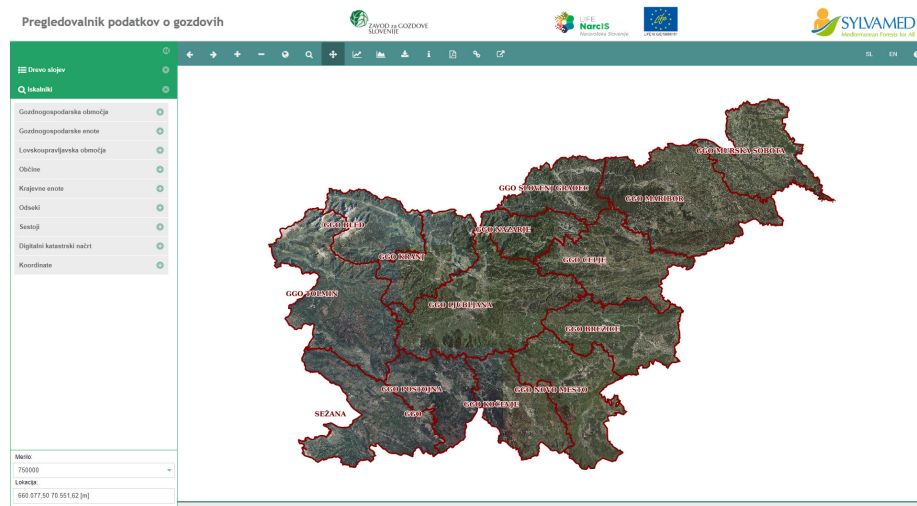 Pregledovalnik podatkov o gozdovih
ZAVOD za GOZDOVE
SLOVENIJE
LIFE
NarcIS
Naravovarstvo Slovenije
SYLVAMED
Mediterranean Forests for All
SL EN
Drevo slojev
Iskalniki
Gozdnogospodarska območja
Gozdnogospodarske enote
Lovskoupravljavska območja
Občine
Krajevne enote
Odseki
Sestoji
Digitalni katastrski načrt
Koordinate
GGO MURSKA SOBOTA
GGO SLOVENJ GRADEC
GGO MARIBOR
GGO BLED
GGO NAZARJE
GGO KRANJ
GGO CELJE
GGO TOLMIN
GGO LJUBLJANA
GGO BREŽICE
GGO POSTOJNA
GGO NOVO MESTO
GGO KOČEVJE
SEŽANA
GGO
Merilo:
750000
Lokacija:
660.077,50 70.551,62 [m]